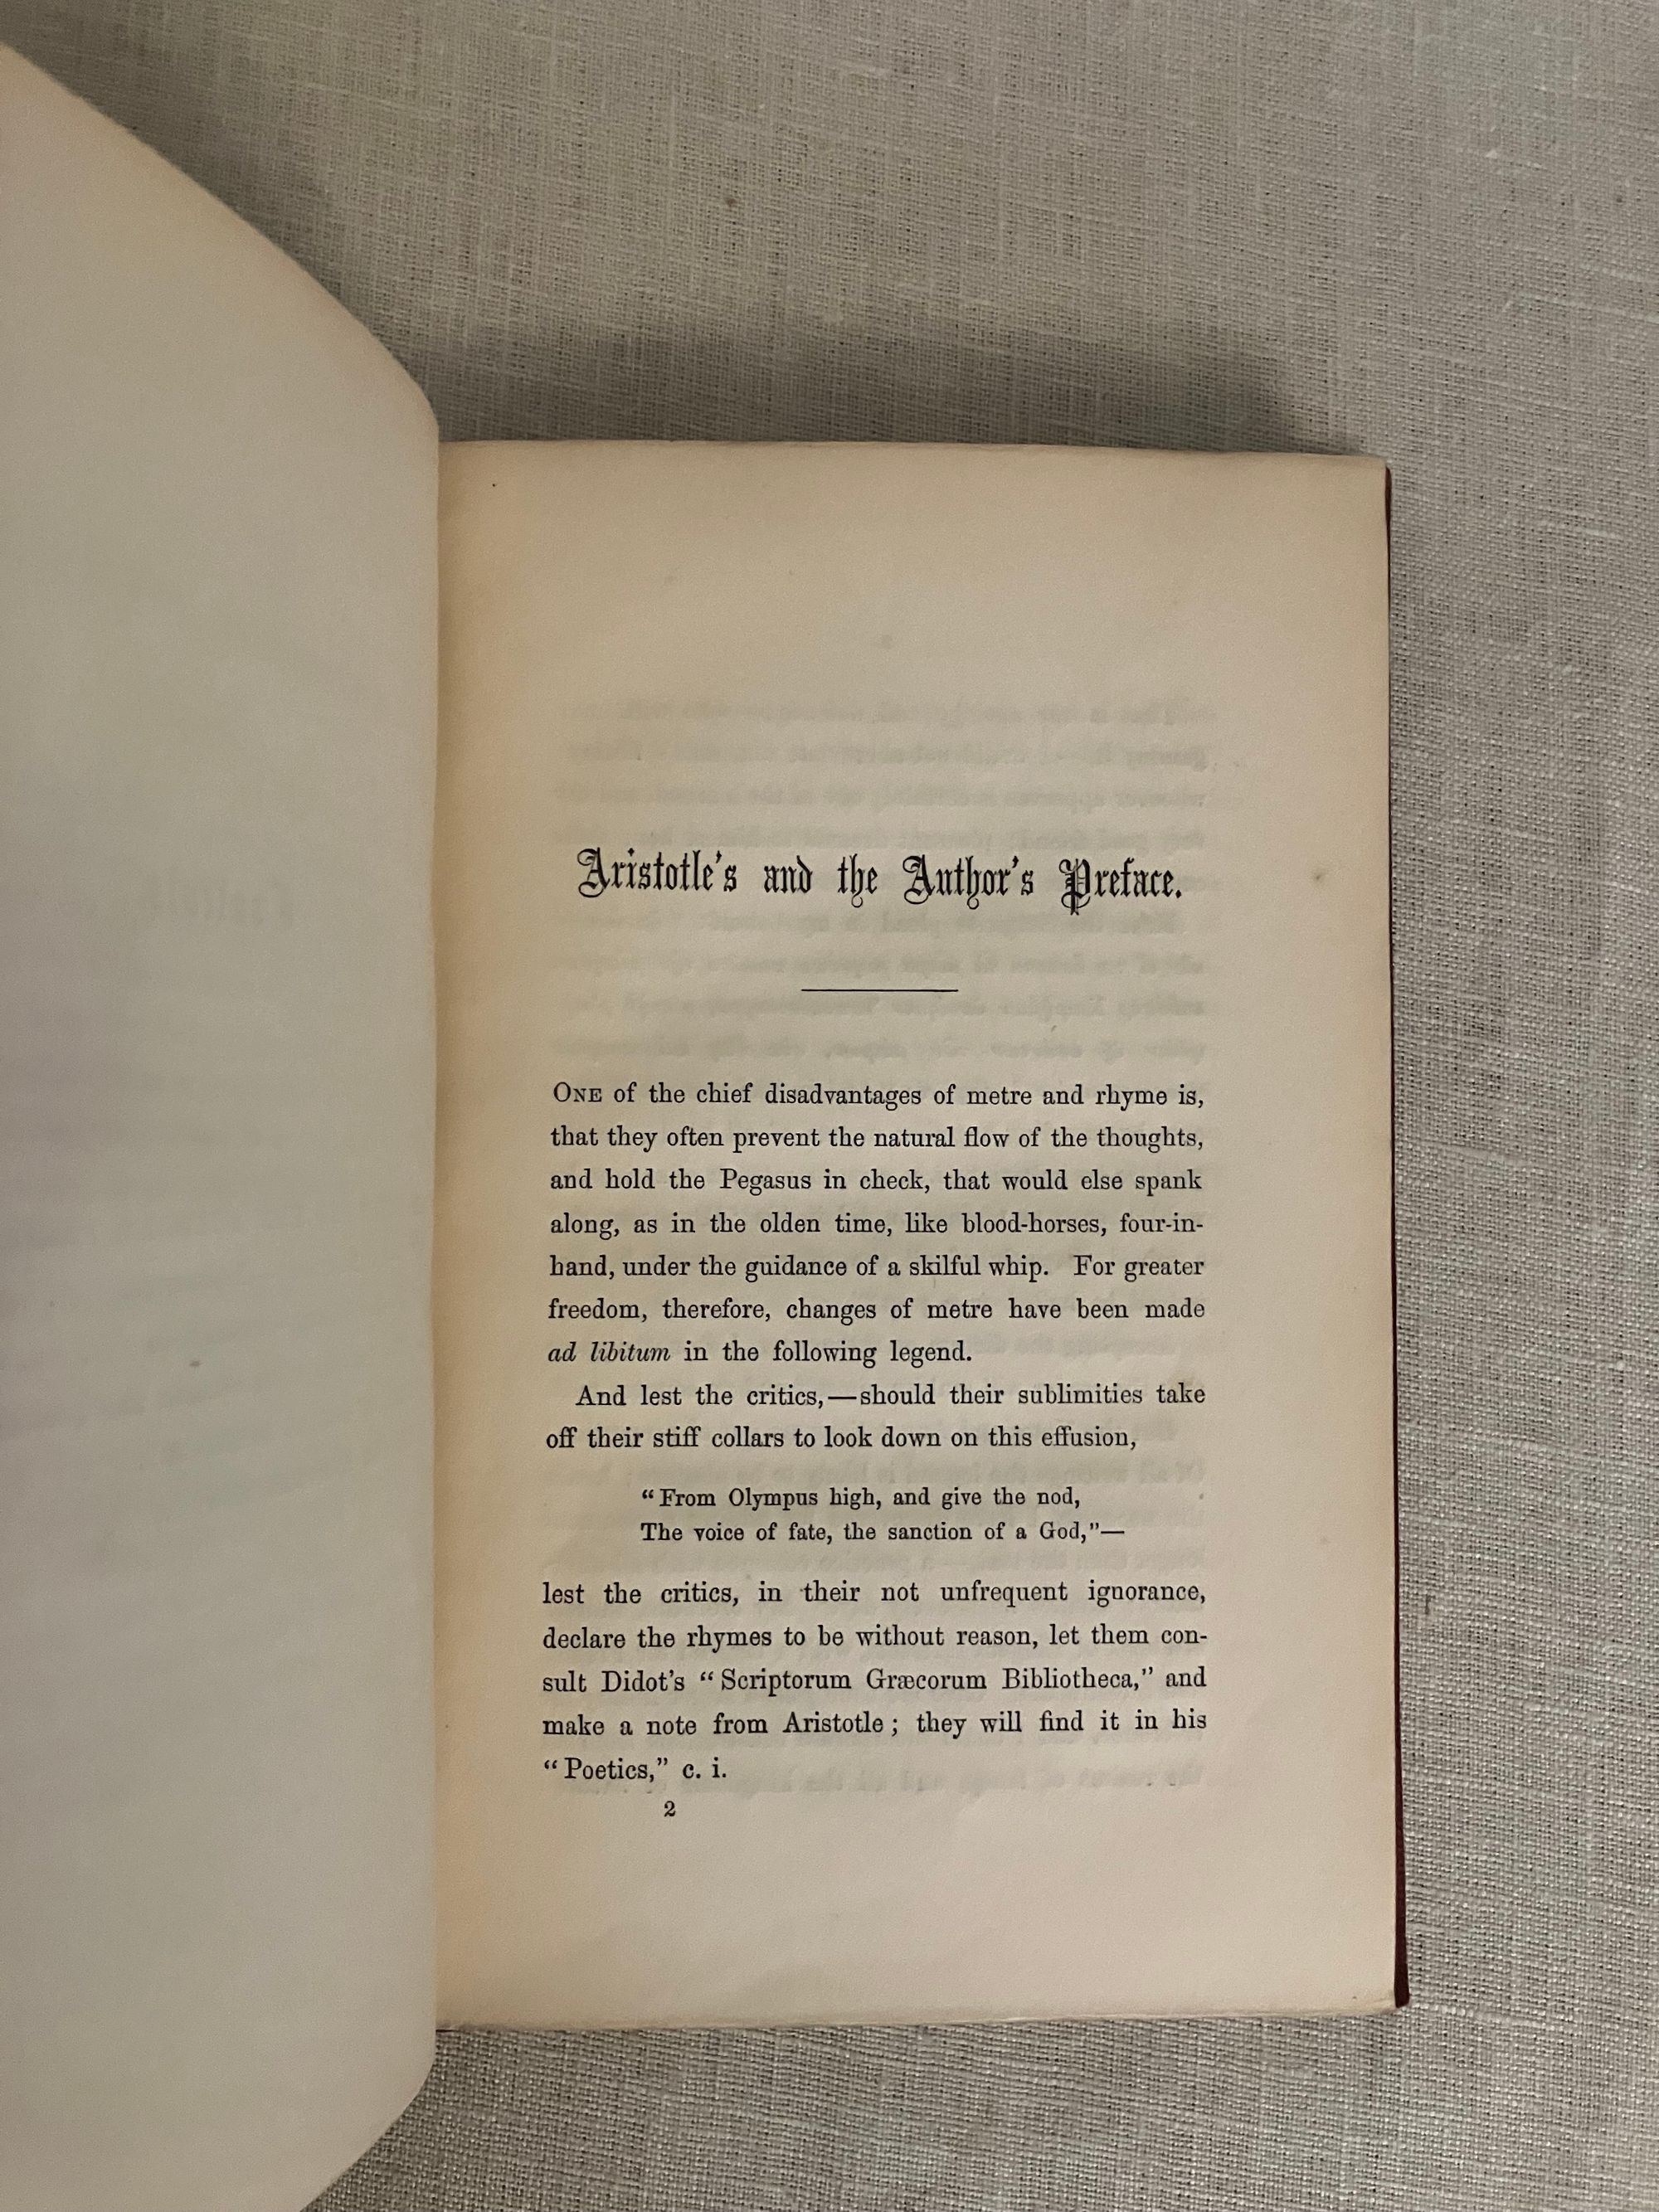 Aristotle's and the Author's Preface.
ONE of the chief disadvantages of metre and rhyme is,
that they often prevent the natural flow of the thoughts,
and hold the Pegasus in check, that would else spank
along, as in the olden time, like blood-horses, four-in-
hand, under the guidance of a skilful whip. For greater
freedom, therefore, changes of metre have been made
ad libitum in the following legend.
And lest the critics,—should their sublimities take
off their stiff collars to look down on this effusion,
“From Olympus high, and give the nod,
The voice of fate, the sanction of a God,”—
lest the critics, in their not unfrequent ignorance,
declare the rhymes to be without reason, let them con-
sult Didot's “Scriptorum Græcorum Bibliotheca,” and
make a note from Aristotle; they will find it in his
“Poetics,” c. i.
2